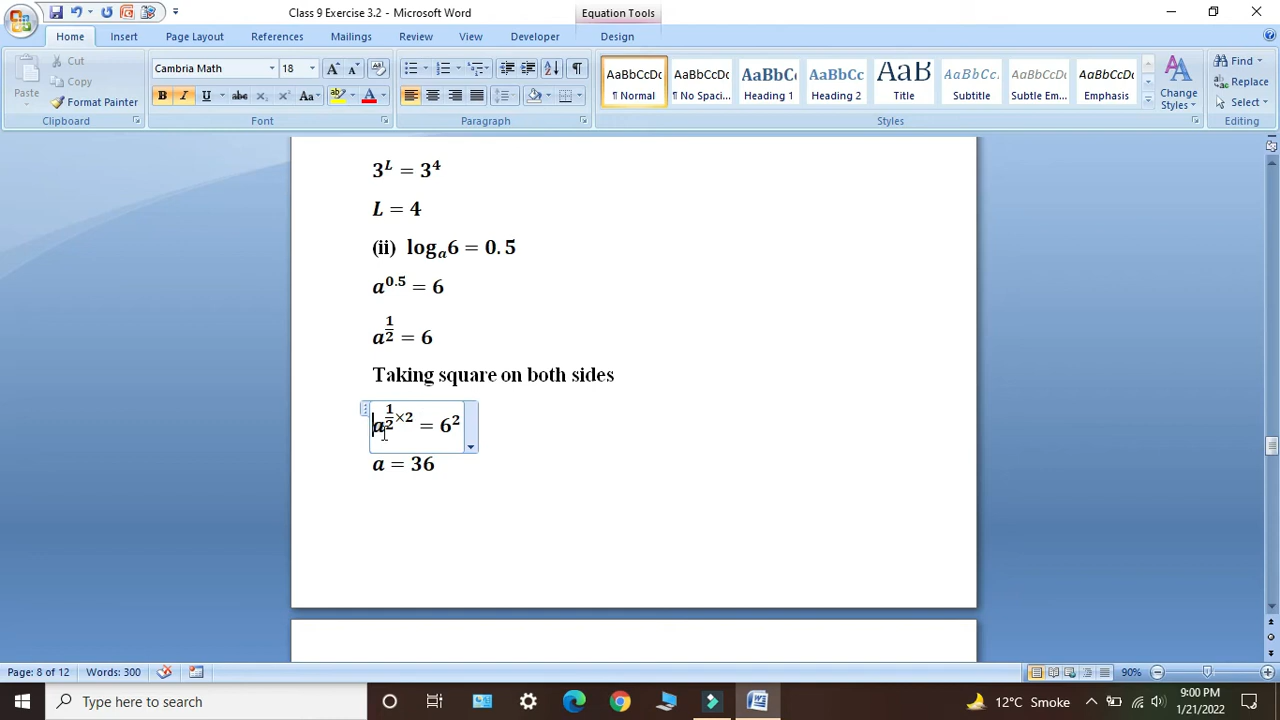 Class 9 Exercise 3.2 - Microsoft Word
Equation Tools
Home Insert Page Layout References Mailings Review View Developer Design
Paste
Cut
Copy
Format Painter
Clipboard
Cambria Math 18
B I U abc x₂ x² Aa
Font
Paragraph
AaBbCcDc AaBbCcDc AaBbCc AaBbCc AaB AaBbCc. AaBbCcDc AaBbCcDc
¶ Normal ¶ No Spaci... Heading 1 Heading 2 Title Subtitle Subtle Em... Emphasis
Change Styles
Styles
Find
Replace
Select
Editing
3^L = 3^4
L = 4
(ii) log_a 6 = 0.5
a^0.5 = 6
a^(1/2) = 6
Taking square on both sides
a^(1/2 × 2) = 6^2
a = 36
Page: 8 of 12 Words: 300 90%
Type here to search
12°C Smoke
9:00 PM
1/21/2022